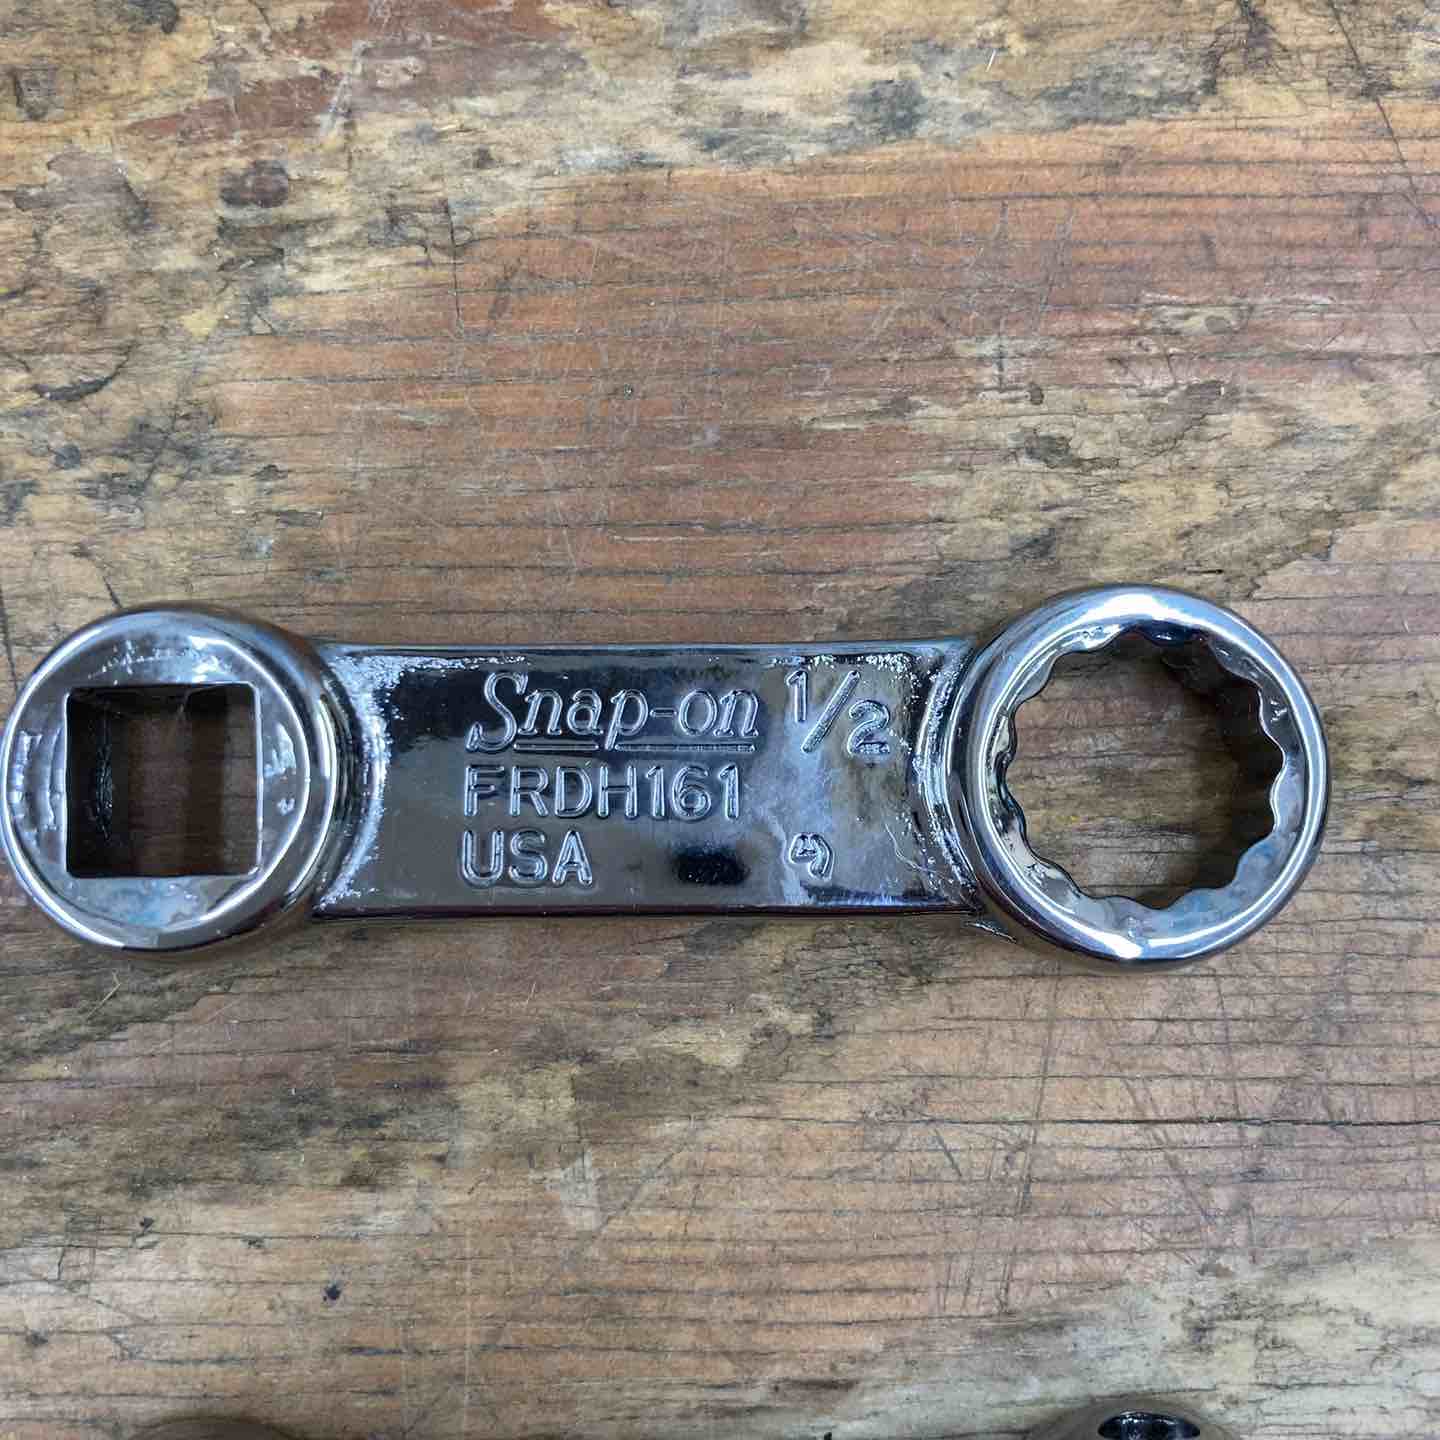 Snap-on 1/2
FRDH161
USA